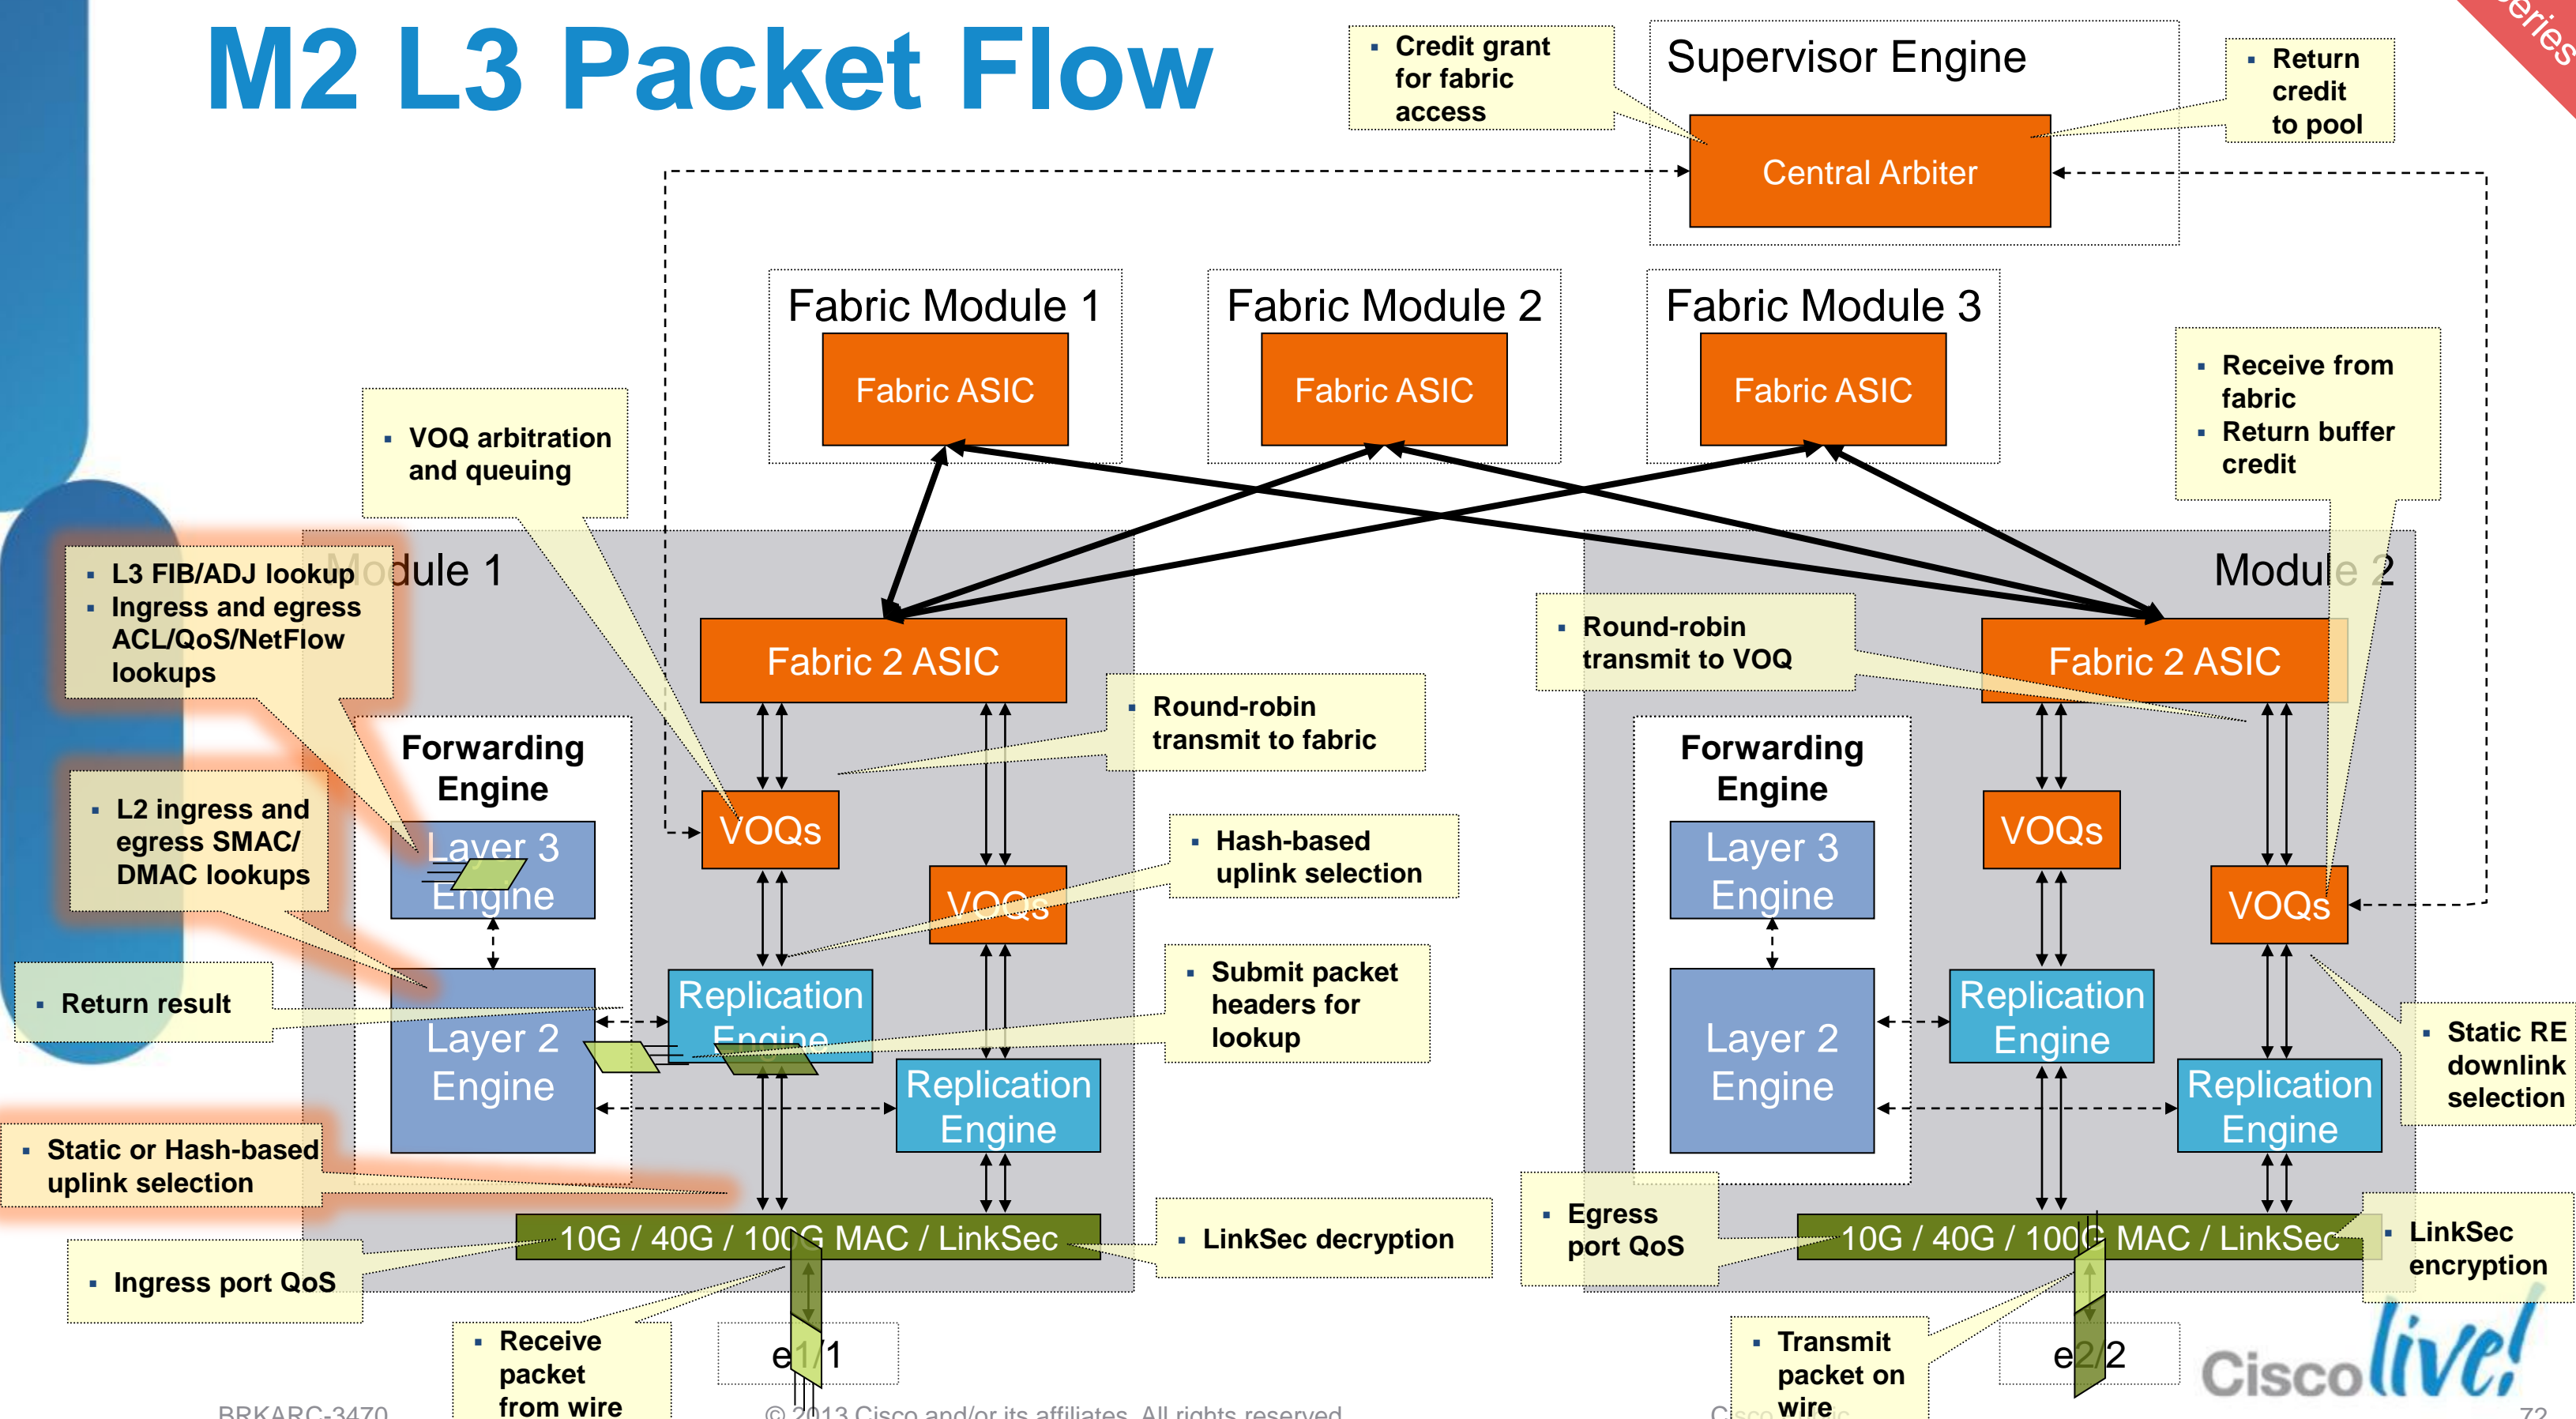 M2 L3 Packet Flow
Credit grant
for fabric
access
Supervisor Engine
Return
credit
to pool
Central Arbiter
Fabric Module 1
Fabric Module 2
Fabric Module 3
Fabric ASIC
Fabric ASIC
Fabric ASIC
Receive from
fabric
Return buffer
credit
VOQ arbitration
and queuing
L3 FIB/ADJ lookup
Ingress and egress
ACL/QoS/NetFlow
lookups
Module 1
Module 2
Round-robin
transmit to VOQ
Fabric 2 ASIC
Fabric 2 ASIC
Round-robin
transmit to fabric
Forwarding
Engine
Forwarding
Engine
L2 ingress and
egress SMAC/
DMAC lookups
Layer 3
Engine
VOQs
VOQs
Hash-based
uplink selection
Layer 3
Engine
VOQs
VOQs
Return result
Layer 2
Engine
Replication
Engine
Replication
Engine
Submit packet
headers for
lookup
Layer 2
Engine
Replication
Engine
Replication
Engine
Static RE
downlink
selection
Static or Hash-based
uplink selection
10G / 40G / 100G MAC / LinkSec
LinkSec decryption
Egress
port QoS
10G / 40G / 100G MAC / LinkSec
LinkSec
encryption
Ingress port QoS
Receive
packet
from wire
e1/1
Transmit
packet on
wire
e2/2
Cisco live!
BRKARC-3470
© 2013 Cisco and/or its affiliates. All rights reserved
72